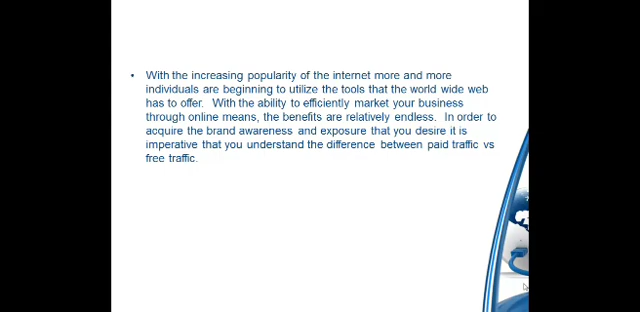 • With the increasing popularity of the internet more and more
individuals are beginning to utilize the tools that the world wide web
has to offer.  With the ability to efficiently market your business
through online means, the benefits are relatively endless.  In order to
acquire the brand awareness and exposure that you desire it is
imperative that you understand the difference between paid traffic vs
free traffic.